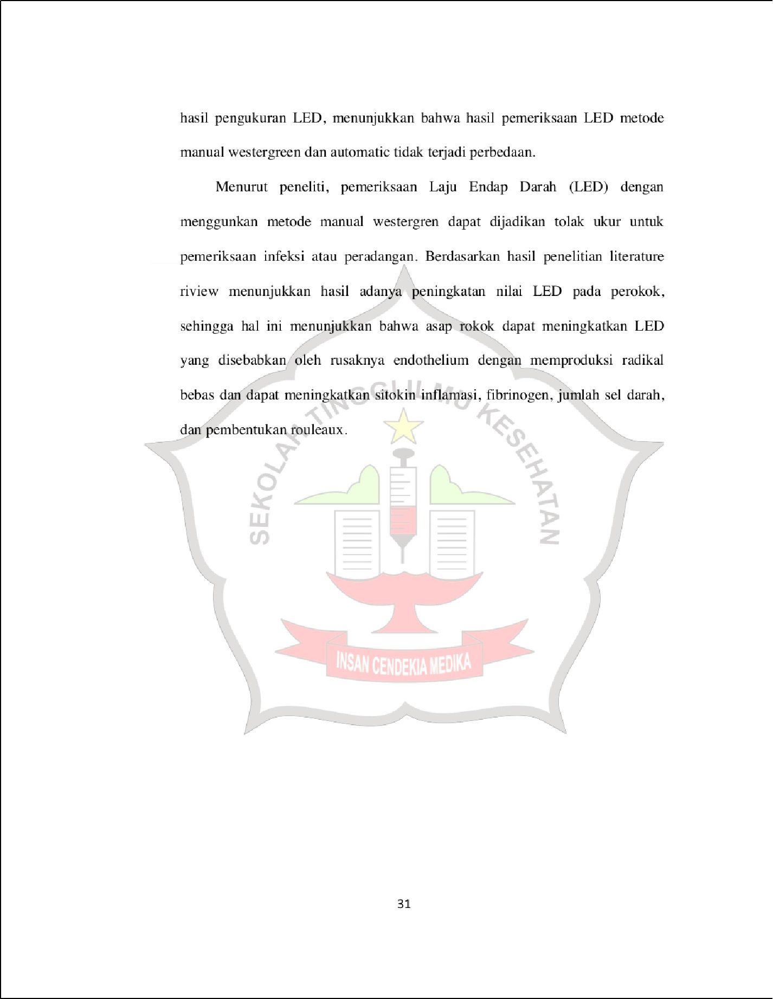 hasil pengukuran LED, menunjukkan bahwa hasil pemeriksaan LED metode
manual westergreen dan automatic tidak terjadi perbedaan.
Menurut peneliti, pemeriksaan Laju Endap Darah (LED) dengan
menggunkan metode manual westergren dapat dijadikan tolak ukur untuk
pemeriksaan infeksi atau peradangan. Berdasarkan hasil penelitian literature
riview menunjukkan hasil adanya peningkatan nilai LED pada perokok,
sehingga hal ini menunjukkan bahwa asap rokok dapat meningkatkan LED
yang disebabkan oleh rusaknya endothelium dengan memproduksi radikal
bebas dan dapat meningkatkan sitokin inflamasi, fibrinogen, jumlah sel darah,
dan pembentukan rouleaux.
SEKOLAH TINGGI ILMU KESEHATAN
INSAN CENDEKIA MEDIKA
31